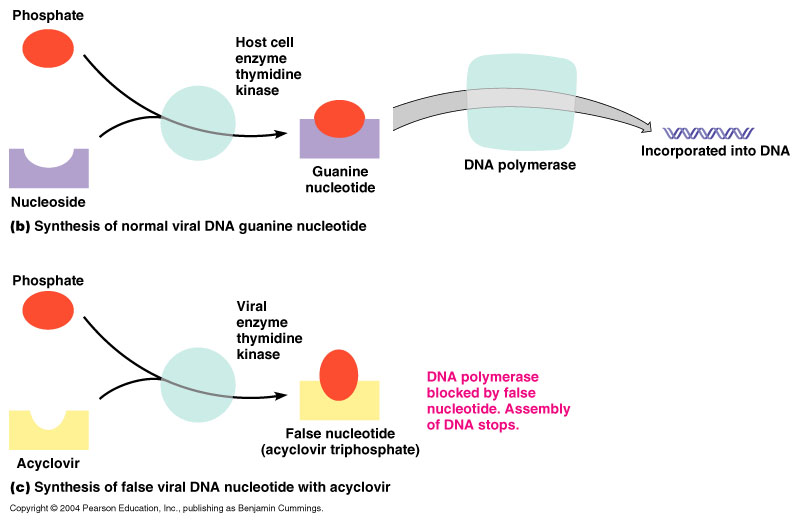 Phosphate
Host cell
enzyme
thymidine
kinase
Nucleoside
Guanine
nucleotide
DNA polymerase
Incorporated into DNA
(b) Synthesis of normal viral DNA guanine nucleotide
Phosphate
Viral
enzyme
thymidine
kinase
Acyclovir
False nucleotide
(acyclovir triphosphate)
DNA polymerase
blocked by false
nucleotide. Assembly
of DNA stops.
(c) Synthesis of false viral DNA nucleotide with acyclovir
Copyright © 2004 Pearson Education, Inc., publishing as Benjamin Cummings.